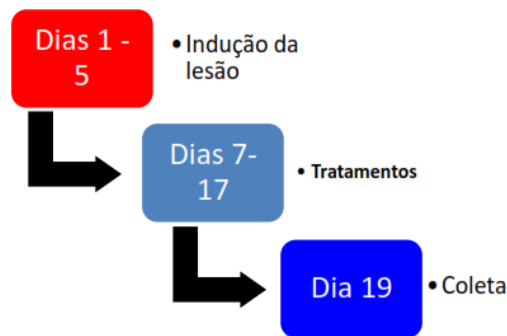 Dias 1 -
5
• Indução da
lesão
Dias 7-
17
• Tratamentos
Dia 19
• Coleta